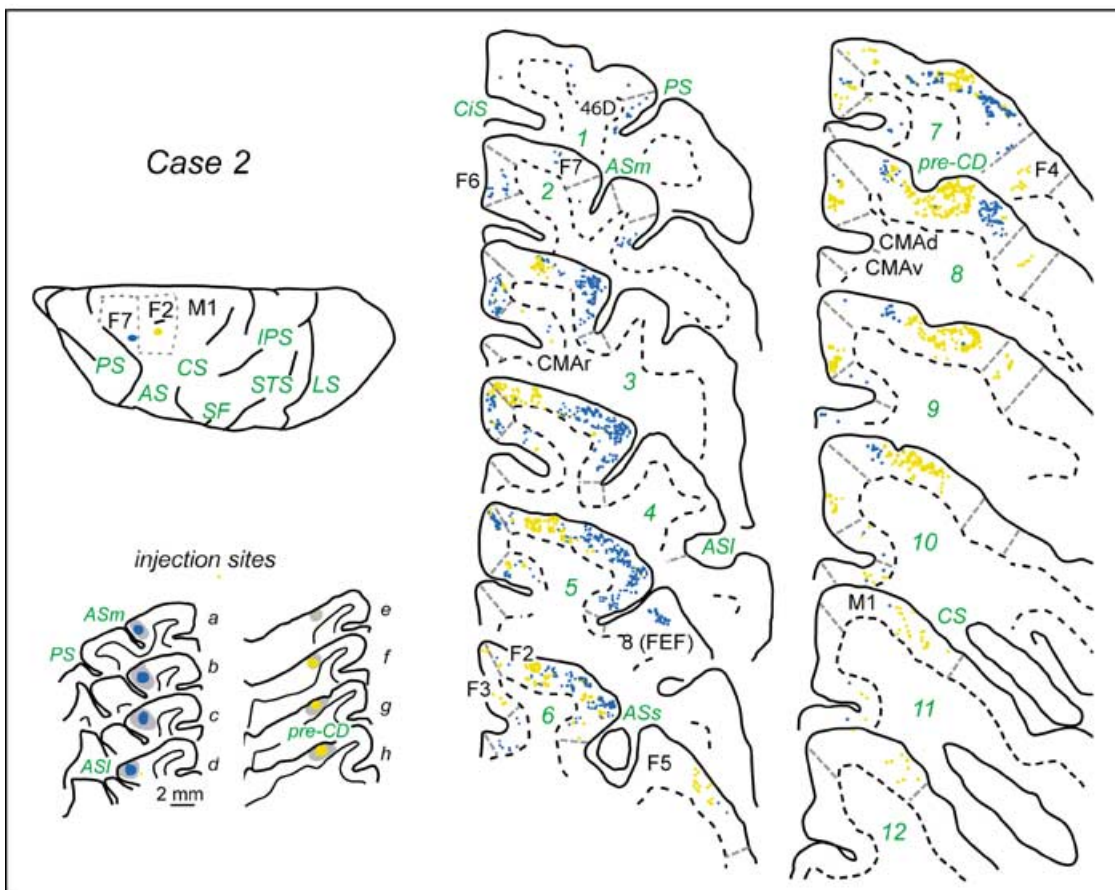 Case 2
F7
F2
M1
PS
AS
CS
IPS
STS
LS
SF
injection sites
ASm
PS
ASl
a
b
c
d
2 mm
e
f
g
pre-CD
h
CiS
46D
PS
1
F6
F7
ASm
2
CMAr
3
4
ASl
5
8 (FEF)
F2
F3
6
ASs
F5
7
pre-CD
F4
CMAd
CMAv
8
9
10
M1
CS
11
12